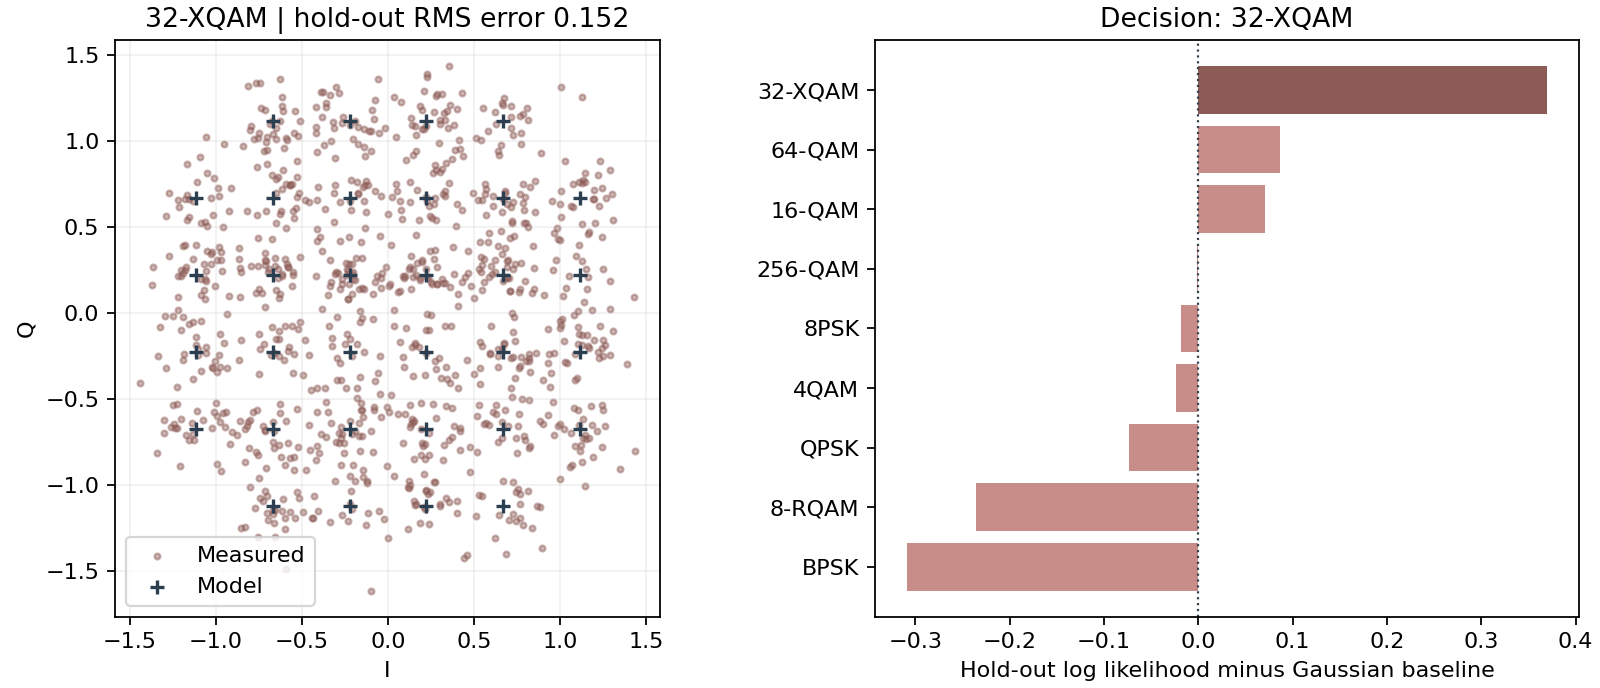 32-XQAM | hold-out RMS error 0.152
1.5
1.0
0.5
0.0
−0.5
−1.0
−1.5
Q
Measured
Model
−1.5
−1.0
−0.5
0.0
0.5
1.0
1.5
I
Decision: 32-XQAM
32-XQAM
64-QAM
16-QAM
256-QAM
8PSK
4QAM
QPSK
8-RQAM
BPSK
−0.3
−0.2
−0.1
0.0
0.1
0.2
0.3
0.4
Hold-out log likelihood minus Gaussian baseline